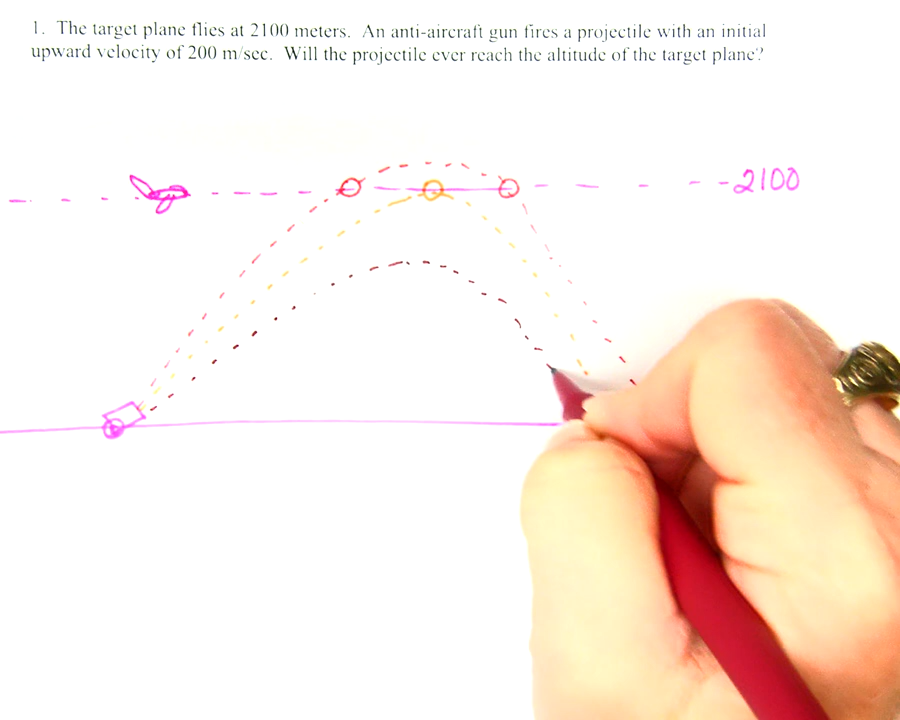 1. The target plane flies at 2100 meters. An anti-aircraft gun fires a projectile with an initial
upward velocity of 200 m/sec. Will the projectile ever reach the altitude of the target plane?
2100